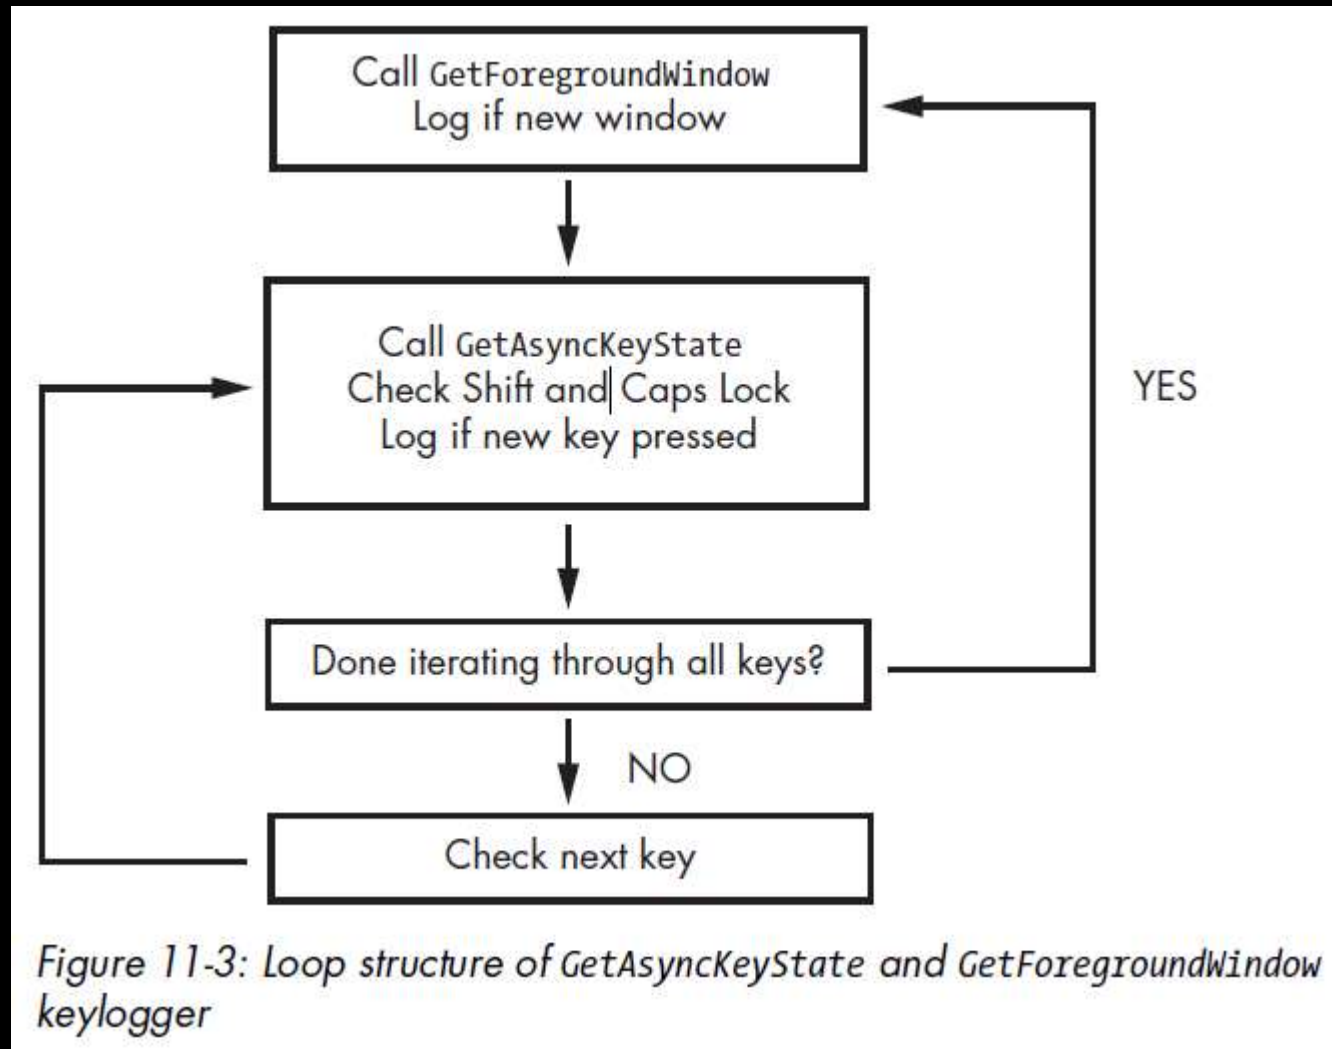 Call GetForegroundWindow
Log if new window
Call GetAsyncKeyState
Check Shift and Caps Lock
Log if new key pressed
YES
Done iterating through all keys?
NO
Check next key
Figure 11-3: Loop structure of GetAsyncKeyState and GetForegroundWindow
keylogger